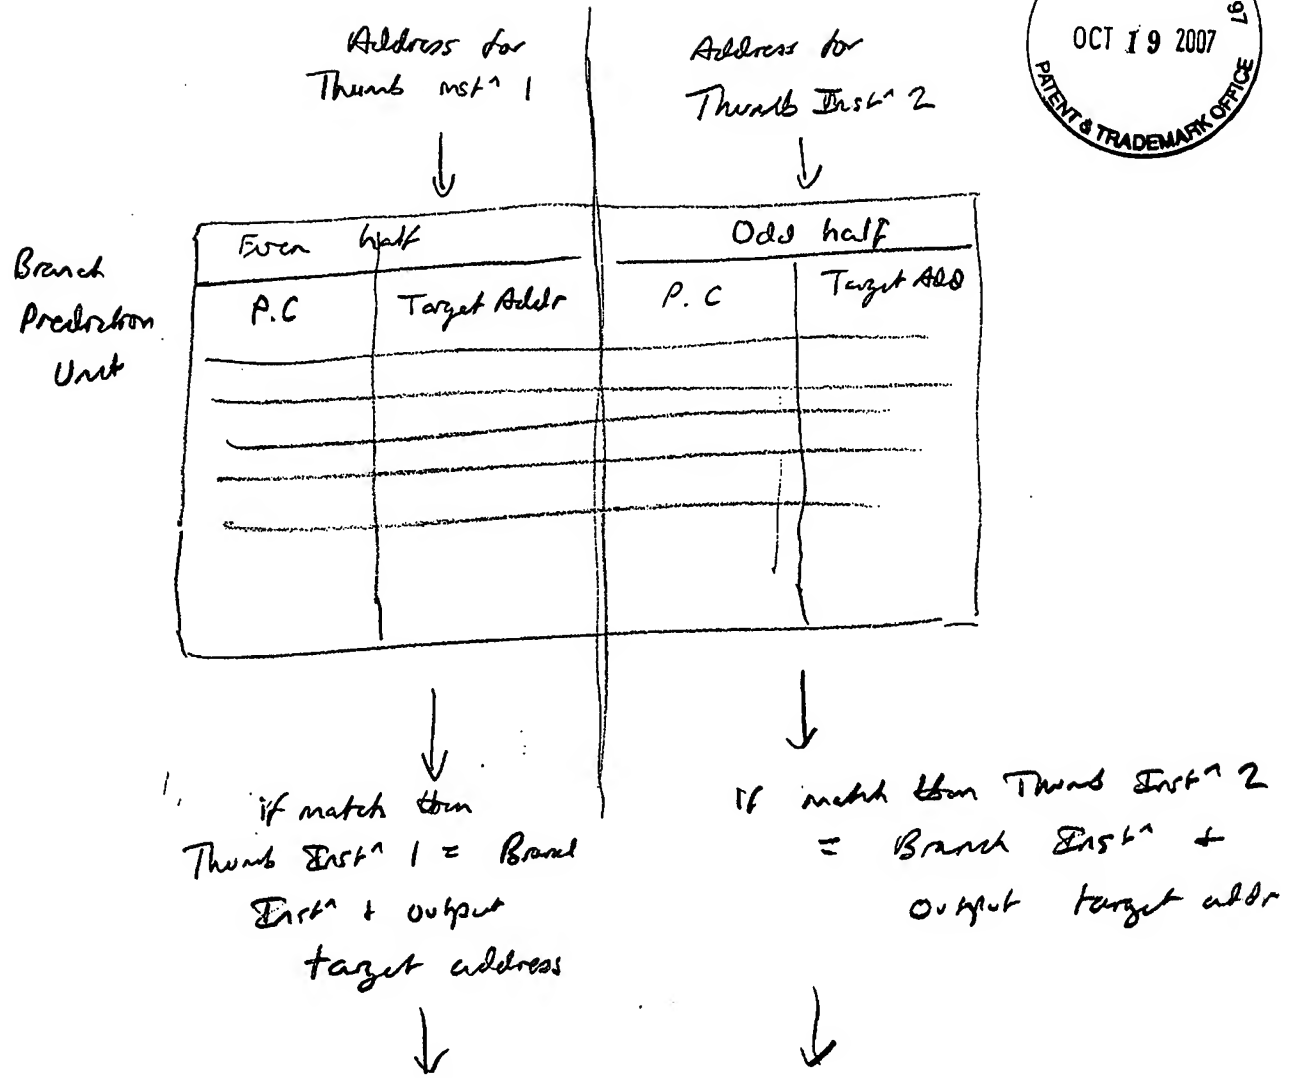 Address for
Thumb inst^n 1
Address for
Thumb Inst^n 2
97
OCT 19 2007
PATENT & TRADEMARK OFFICE
Branch
Prediction
Unit
Even half
P.C
Target Addr
Odd half
P.C
Target Add
if match then
Thumb Inst^n 1 = Branch
Inst^n + output
target address
If match then Thumb Inst^n 2
= Branch Inst^n +
output target addr